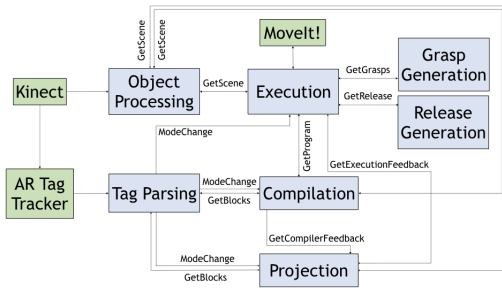 GetScene
GetScene
MoveIt!
Kinect
Object
Processing
GetScene
Execution
GetGrasps
Grasp
Generation
GetRelease
Release
Generation
ModeChange
GetProgram
GetExecutionFeedback
AR Tag
Tracker
Tag Parsing
ModeChange
GetBlocks
Compilation
GetCompilerFeedback
ModeChange
GetBlocks
Projection